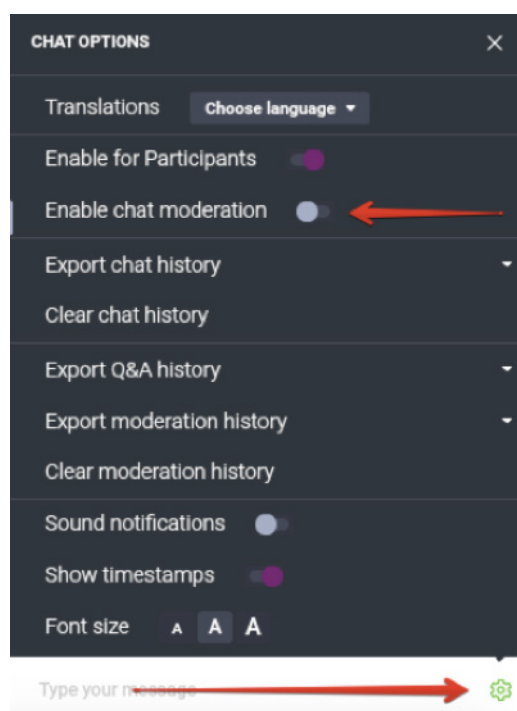 CHAT OPTIONS
Translations Choose language
Enable for Participants
Enable chat moderation
Export chat history
Clear chat history
Export Q&A history
Export moderation history
Clear moderation history
Sound notifications
Show timestamps
Font size A A A
Type your message